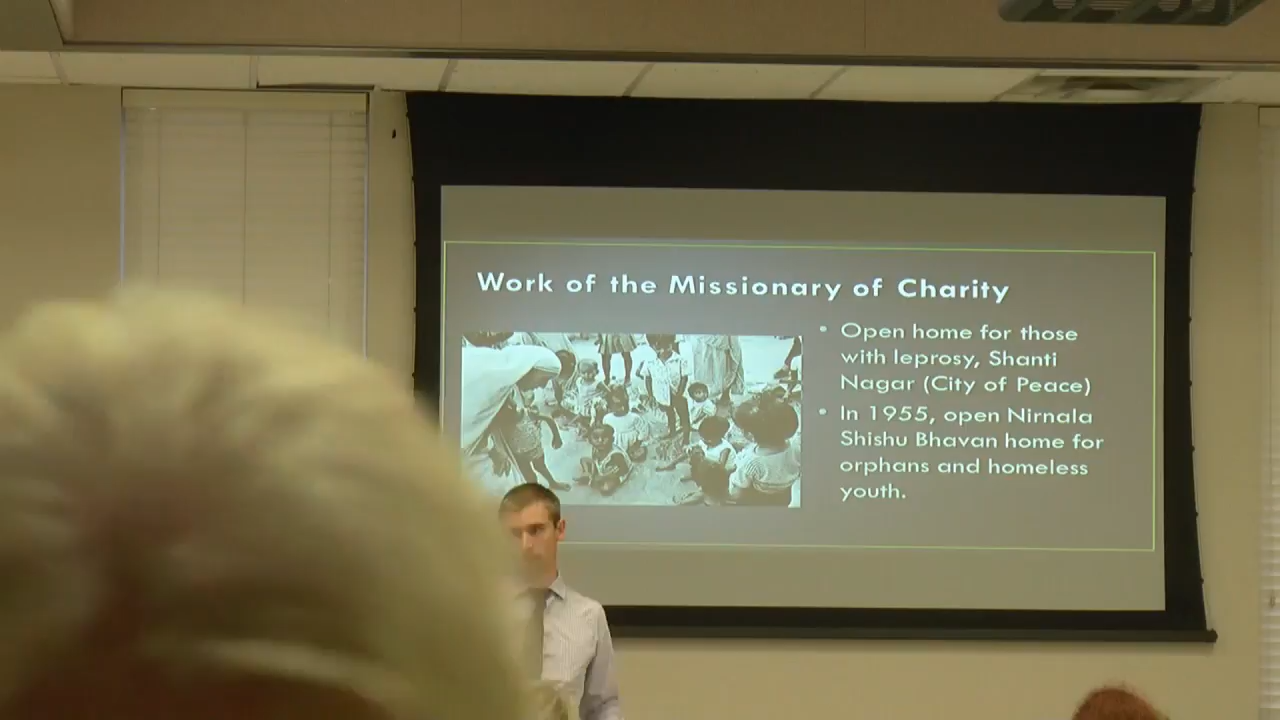 Work of the Missionary of Charity
• Open home for those
with leprosy, Shanti
Nagar (City of Peace)
• In 1955, open Nirnala
Shishu Bhavan home for
orphans and homeless
youth.